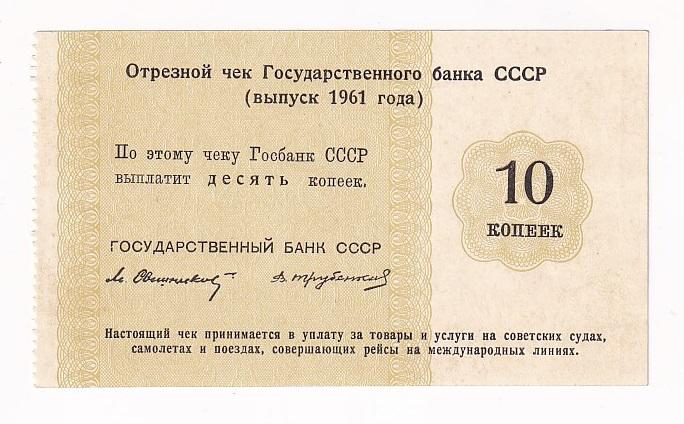 Отрезной чек Государственного банка СССР
(выпуск 1961 года)
По этому чеку Госбанк СССР
выплатит десять копеек.
10
КОПЕЕК
ГОСУДАРСТВЕННЫЙ БАНК СССР
Настоящий чек принимается в уплату за товары и услуги на советских судах,
самолетах и поездах, совершающих рейсы на международных линиях.